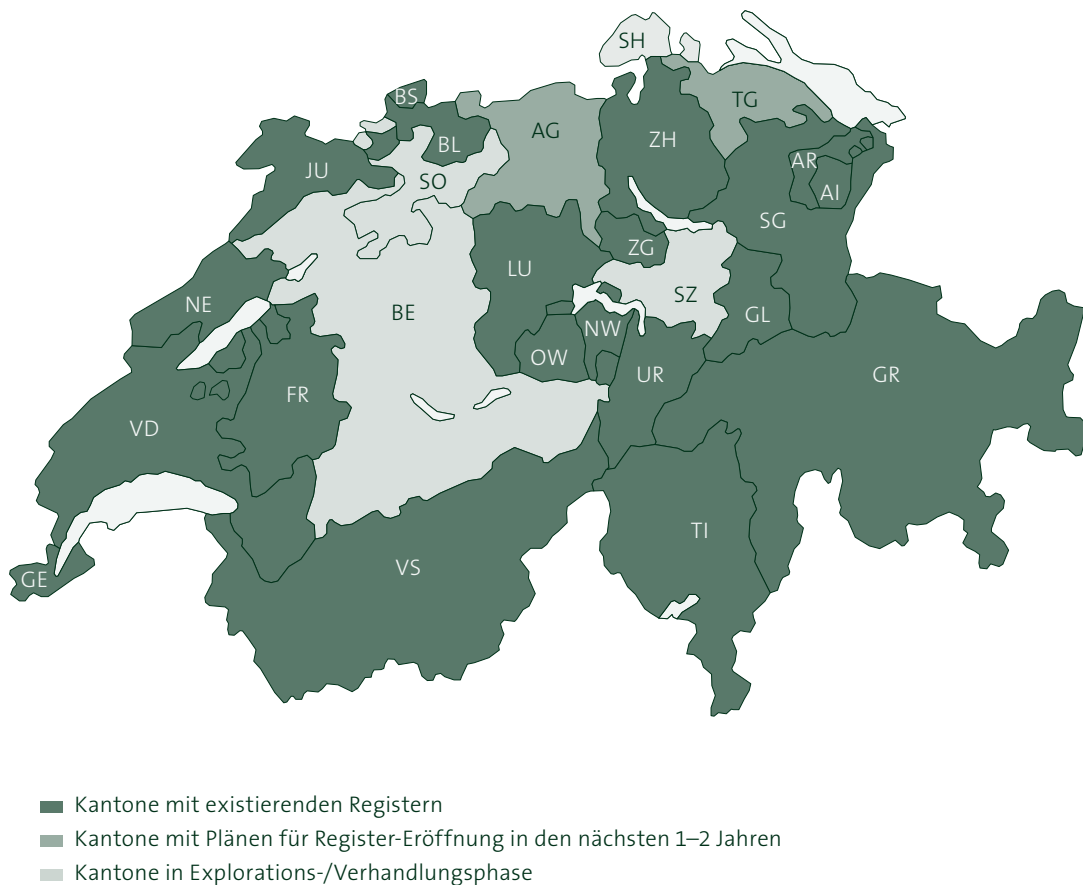 SH
BS
TG
AG
ZH
BL
JU
AR
SO
AI
SG
ZG
LU
SZ
NE
BE
GL
NW
OW
UR
GR
FR
VD
TI
VS
GE
Kantone mit existierenden Registern
Kantone mit Plänen für Register-Eröffnung in den nächsten 1–2 Jahren
Kantone in Explorations-/Verhandlungsphase